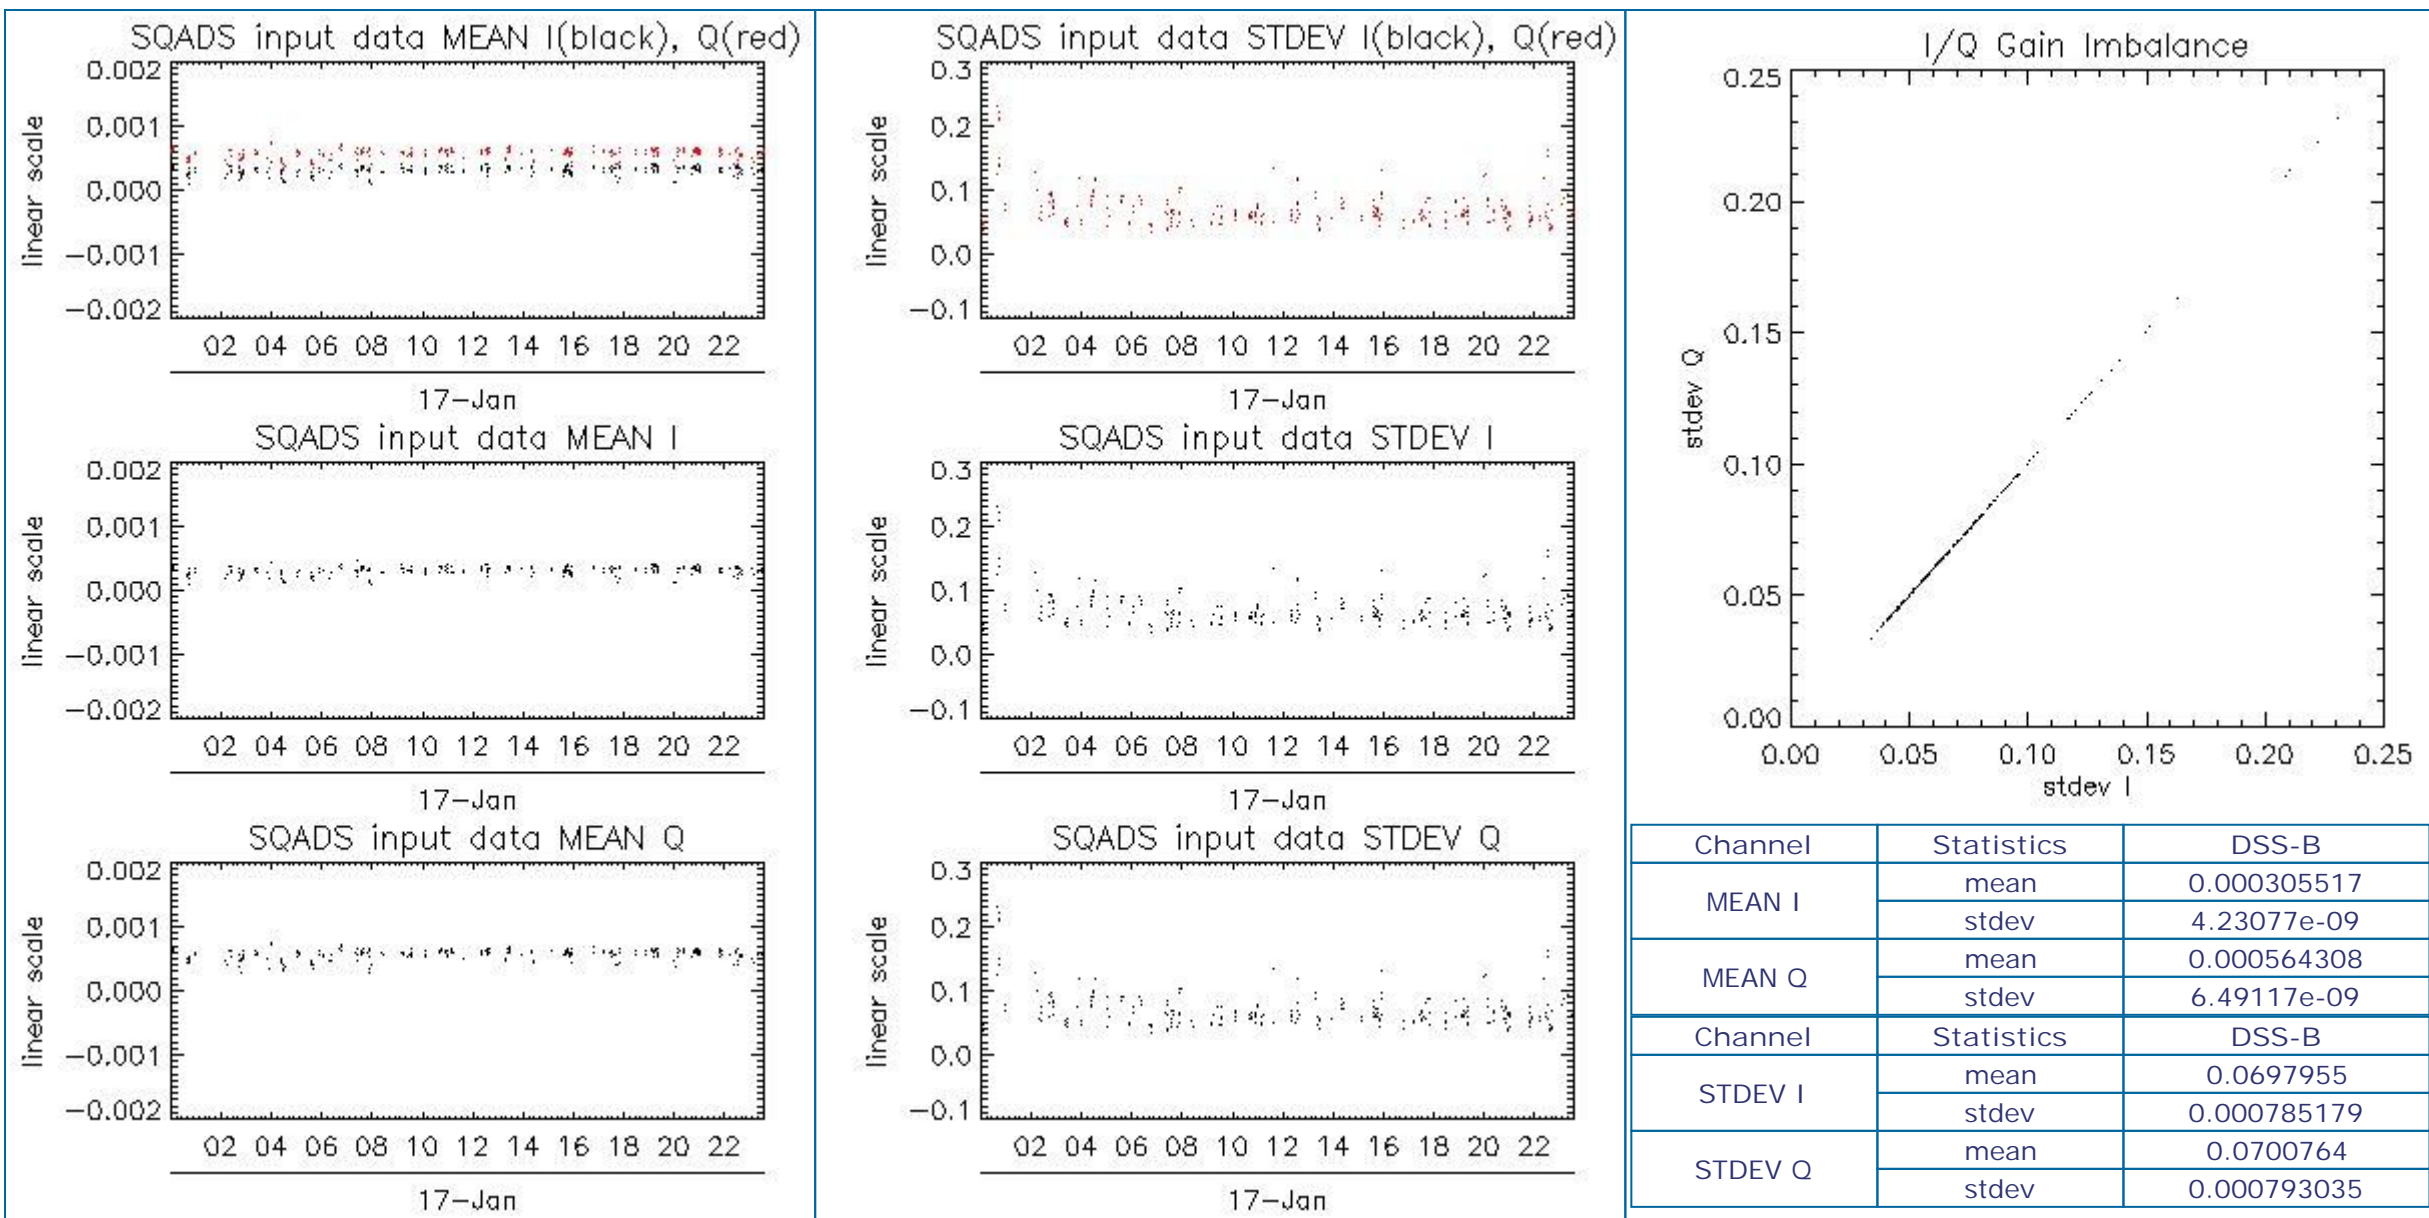 SQADS input data MEAN I(black), Q(red)
0.002
0.001
0.000
-0.001
-0.002
linear scale
02 04 06 08 10 12 14 16 18 20 22
17-Jan
SQADS input data MEAN I
0.002
0.001
0.000
-0.001
-0.002
linear scale
02 04 06 08 10 12 14 16 18 20 22
17-Jan
SQADS input data MEAN Q
0.002
0.001
0.000
-0.001
-0.002
linear scale
02 04 06 08 10 12 14 16 18 20 22
17-Jan
SQADS input data STDEV I(black), Q(red)
0.3
0.2
0.1
0.0
-0.1
linear scale
02 04 06 08 10 12 14 16 18 20 22
17-Jan
SQADS input data STDEV I
0.3
0.2
0.1
0.0
-0.1
linear scale
02 04 06 08 10 12 14 16 18 20 22
17-Jan
SQADS input data STDEV Q
0.3
0.2
0.1
0.0
-0.1
linear scale
02 04 06 08 10 12 14 16 18 20 22
17-Jan
I/Q Gain Imbalance
0.25
0.20
0.15
0.10
0.05
0.00
stdev Q
0.00 0.05 0.10 0.15 0.20 0.25
stdev I
Channel Statistics DSS-B
MEAN I mean 0.000305517
stdev 4.23077e-09
MEAN Q mean 0.000564308
stdev 6.49117e-09
Channel Statistics DSS-B
STDEV I mean 0.0697955
stdev 0.000785179
STDEV Q mean 0.0700764
stdev 0.000793035